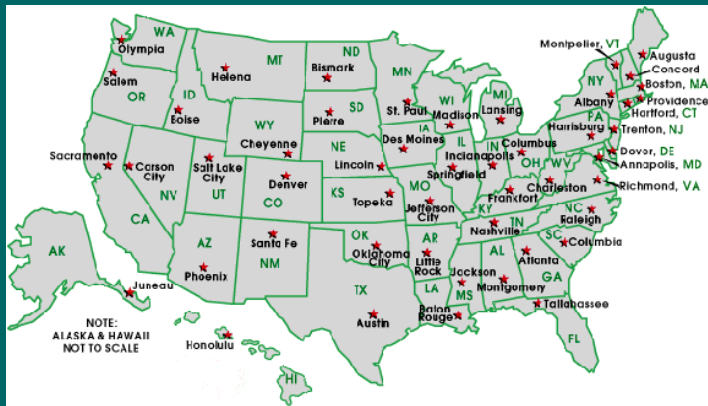 WA
Olympia
MT
ND
Helena
Bismark
MN
Montpelier, VT
Augusta
Concord
Salem
OR
ID
Boise
SD
Pierre
St. Paul
WI
Madison
MI
Lansing
NY
Albany
Boston, MA
Providence
Hartford, CT
WY
Cheyenne
NE
Lincoln
IA
Des Moines
IL
IN
Indianapolis
Columbus
OH
PA
Harrisburg
Trenton, NJ
Dover, DE
Annapolis, MD
Sacramento
Carson
City
NV
Salt Lake
City
UT
Denver
CO
KS
Topeka
MO
Jefferson
City
Springfield
Frankfort
KY
WV
Charleston
Richmond, VA
CA
AZ
Phoenix
Santa Fe
NM
OK
Oklahoma
City
AR
Little
Rock
TN
Nashville
NC
Raleigh
SC
Columbia
AK
Juneau
TX
Austin
LA
Baton
Rouge
Jackson
MS
AL
Montgomery
Atlanta
GA
Tallahassee
FL
NOTE:
ALASKA & HAWAII
NOT TO SCALE
Honolulu
HI